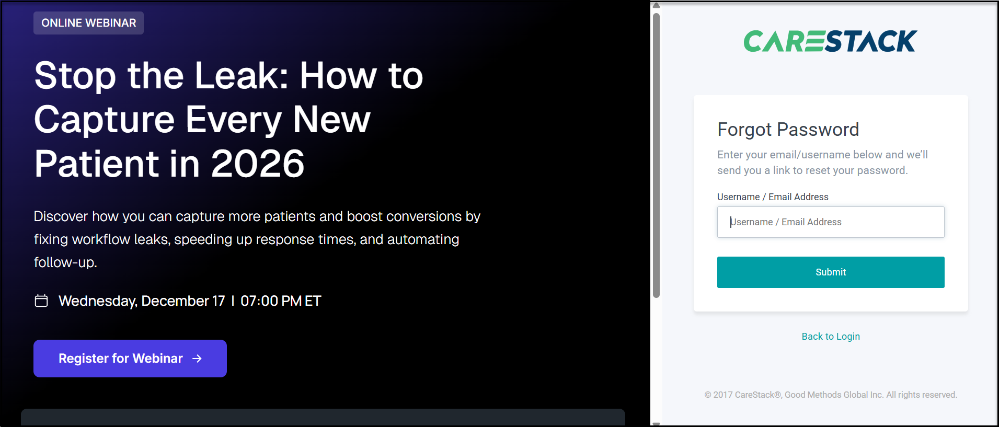 ONLINE WEBINAR
Stop the Leak: How to
Capture Every New
Patient in 2026
Discover how you can capture more patients and boost conversions by
fixing workflow leaks, speeding up response times, and automating
follow-up.
Wednesday, December 17 | 07:00 PM ET
Register for Webinar →
CARESTACK
Forgot Password
Enter your email/username below and we’ll
send you a link to reset your password.
Username / Email Address
Username / Email Address
Submit
Back to Login
© 2017 CareStack®, Good Methods Global Inc. All rights reserved.